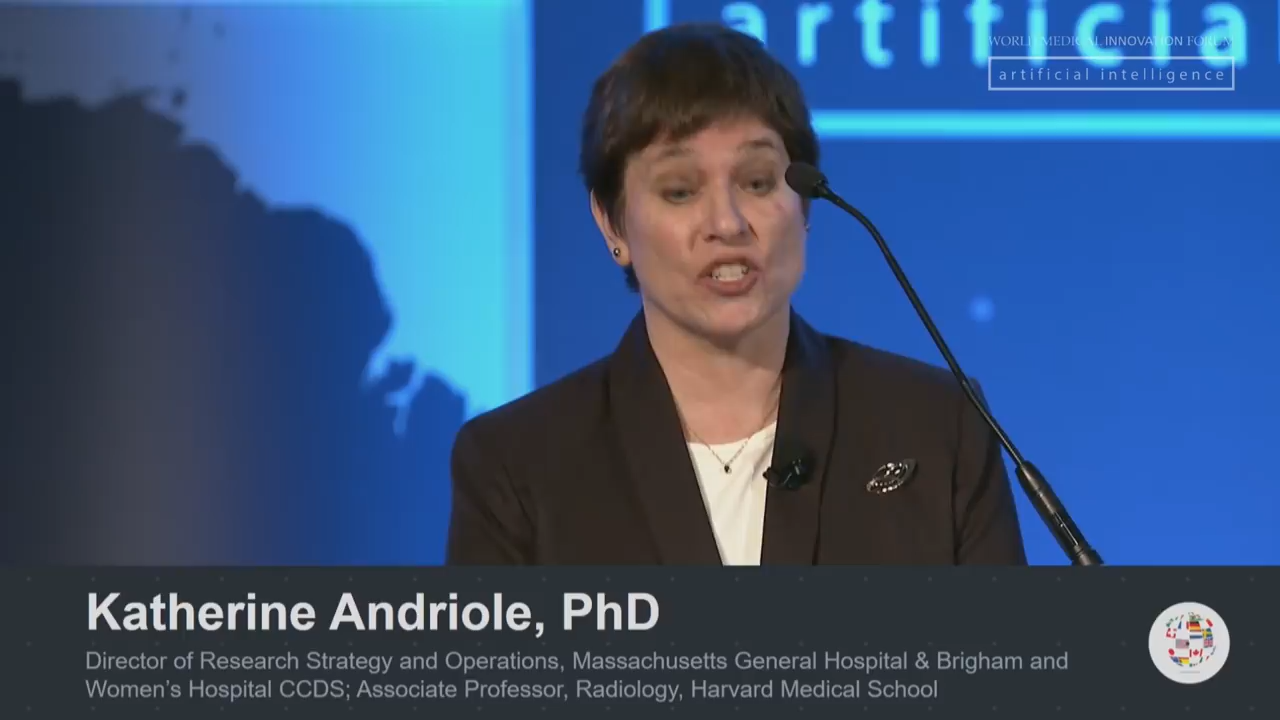 artificia
WORLD MEDICAL INNOVATION FORUM
artificial intelligence
Katherine Andriole, PhD
Director of Research Strategy and Operations, Massachusetts General Hospital & Brigham and
Women's Hospital CCDS; Associate Professor, Radiology, Harvard Medical School